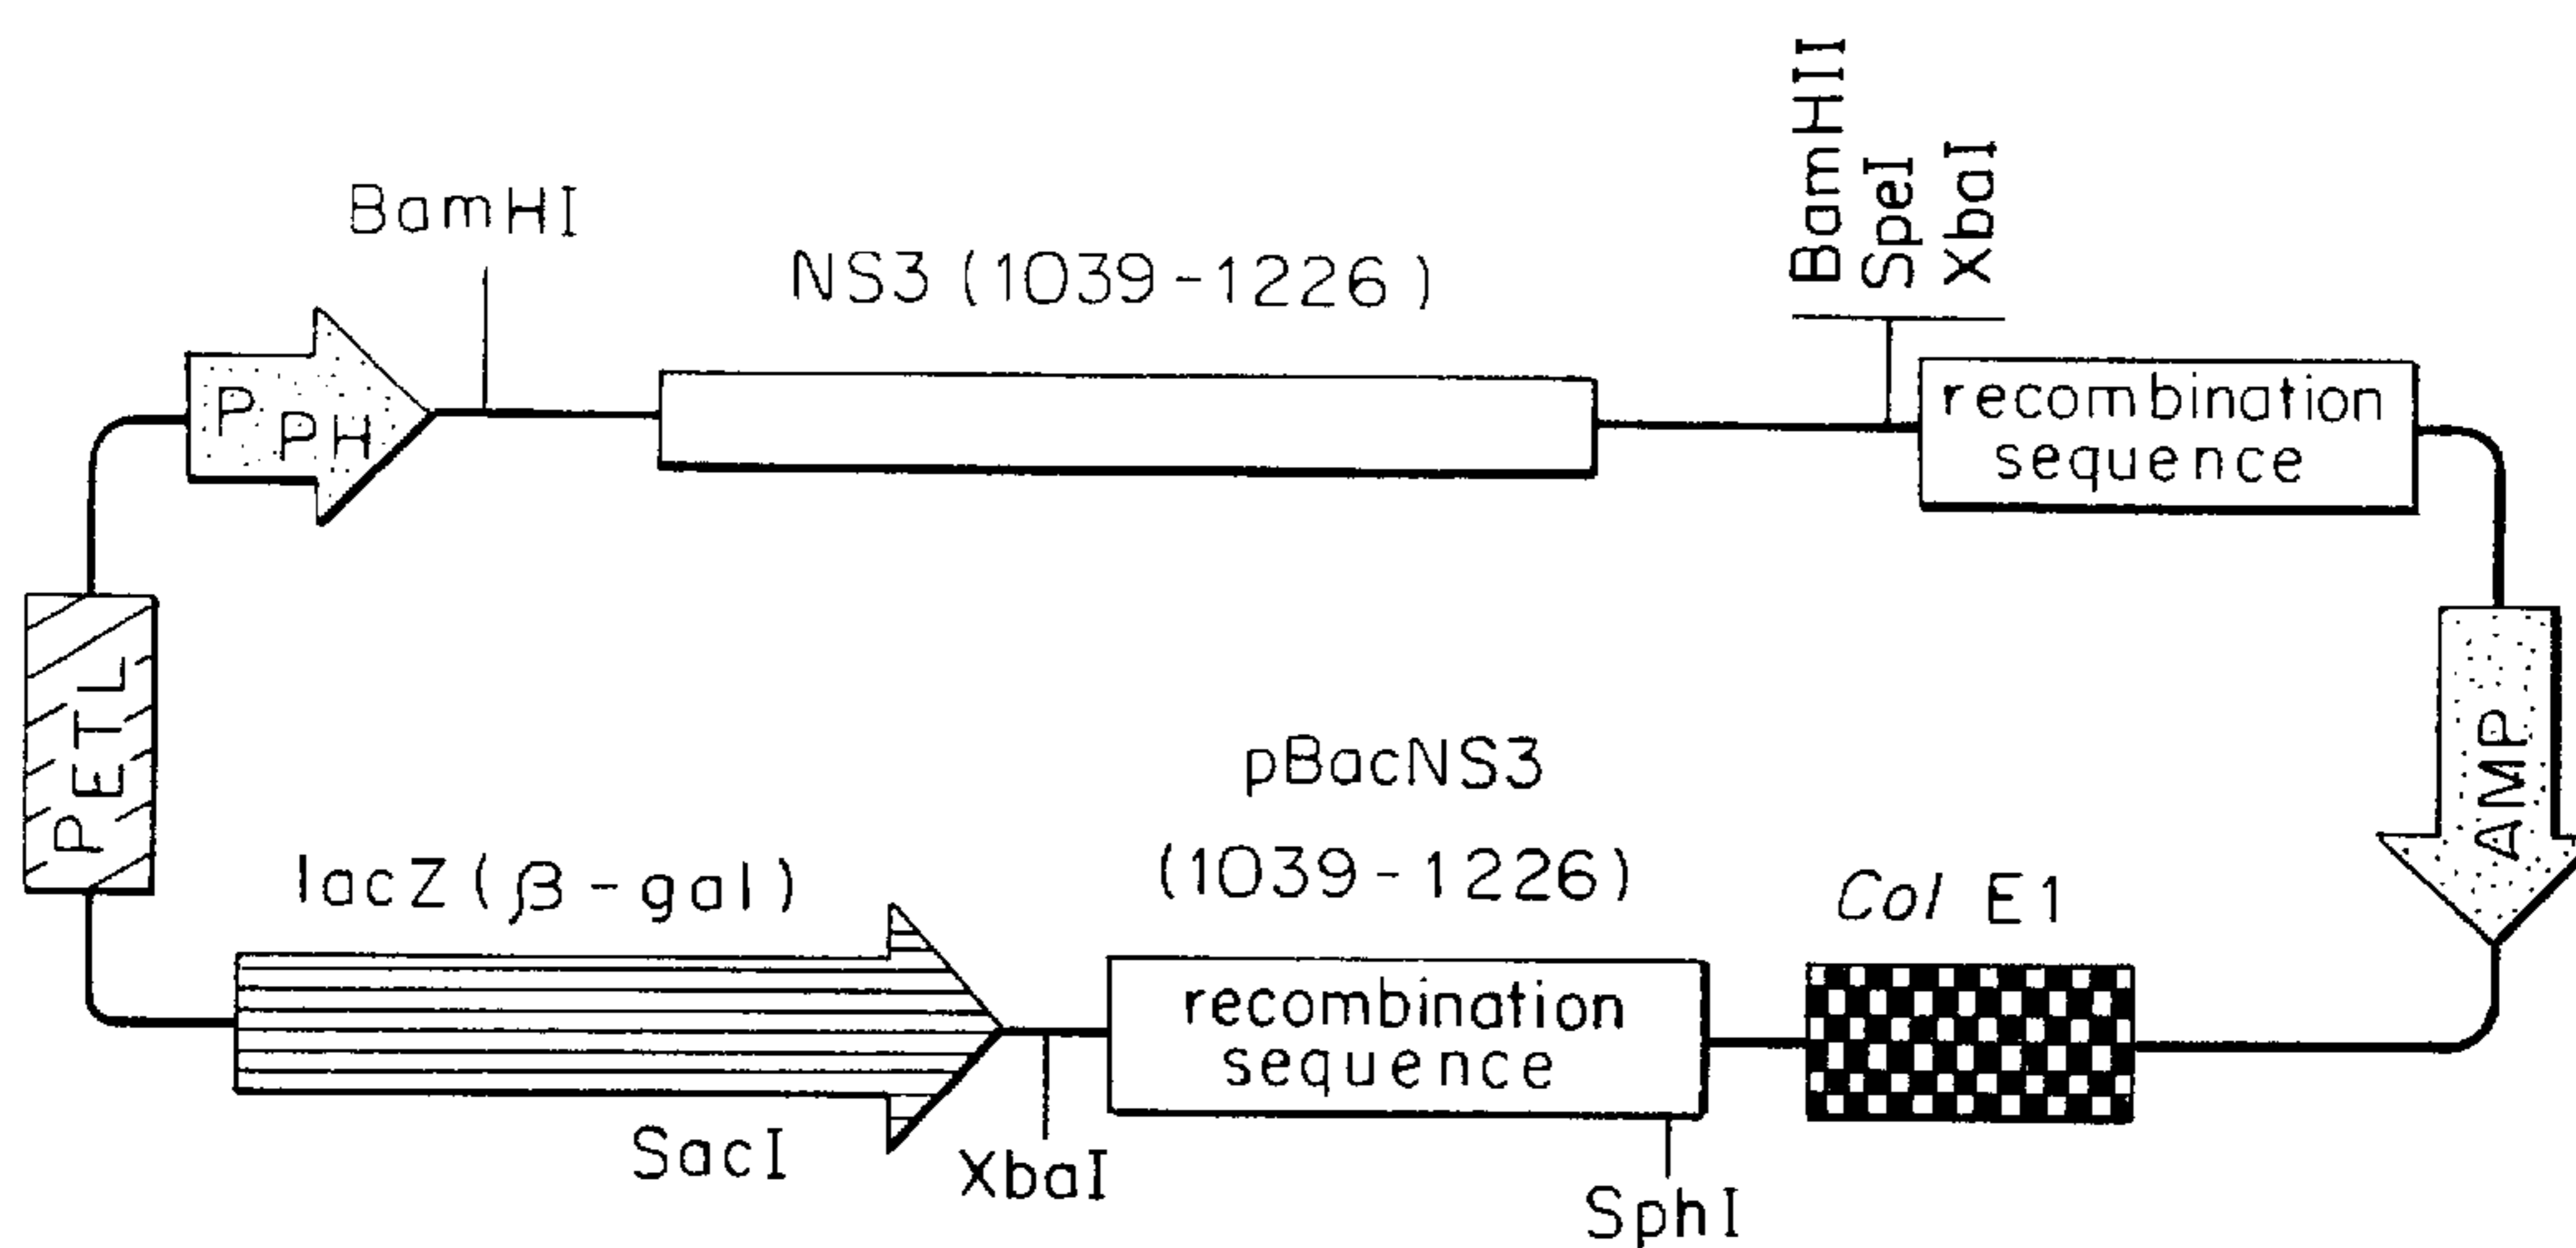 BamHII
SpeI
XbaI
BamHI
NS3 (1039-1226)
P PH
recombination
sequence
P ETL
AMP
pBacNS3
(1039-1226)
lacZ (β-gal)
Col E1
recombination
sequence
SacI
XbaI
SphI